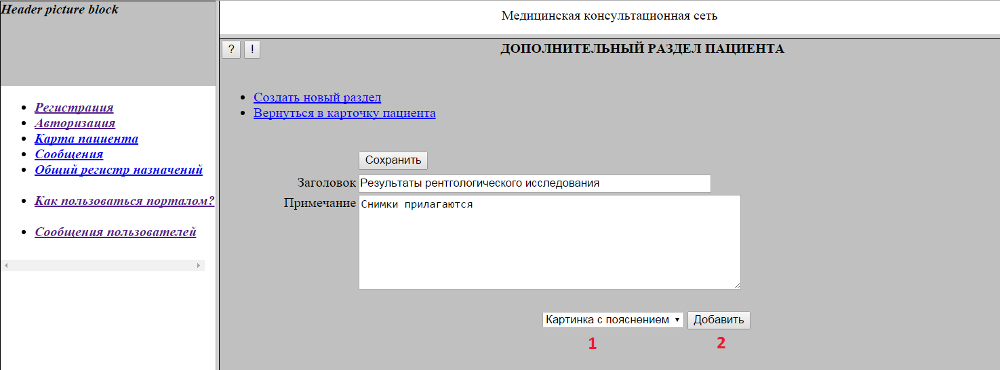 Header picture block
Регистрация
Авторизация
Карта пациента
Сообщения
Общий регистр назначений
Как пользоваться порталом?
Сообщения пользователей
Медицинская консультационная сеть
? ! ДОПОЛНИТЕЛЬНЫЙ РАЗДЕЛ ПАЦИЕНТА
Создать новый раздел
Вернуться в карточку пациента
Сохранить
Заголовок Результаты рентгологического исследования
Примечание Снимки прилагаются
Картинка с пояснением Добавить
1 2